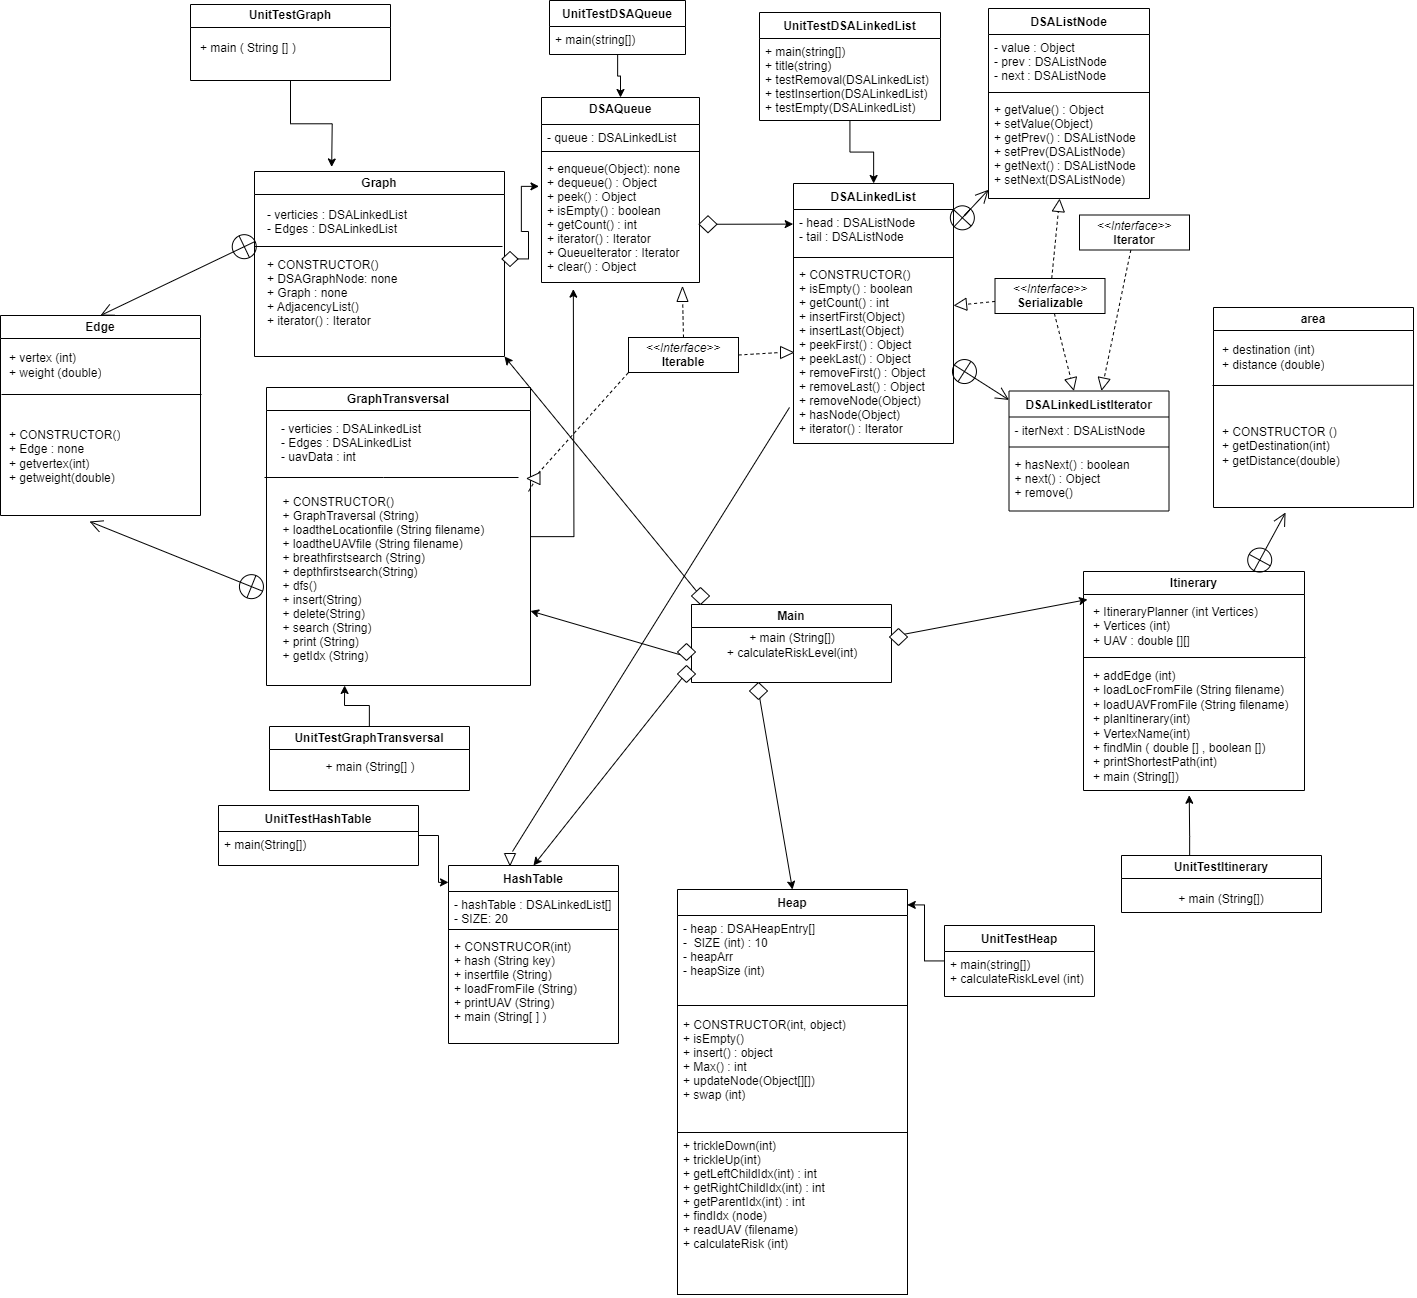 UnitTestGraph
+ main ( String [] )
UnitTestDSAQueue
+ main(string[])
UnitTestDSALinkedList
+ main(string[])
+ title(string)
+ testRemoval(DSALinkedList)
+ testInsertion(DSALinkedList)
+ testEmpty(DSALinkedList)
DSAListNode
- value : Object
- prev : DSAListNode
- next : DSAListNode
+ getValue() : Object
+ setValue(Object)
+ getPrev() : DSAListNode
+ setPrev(DSAListNode)
+ getNext() : DSAListNode
+ setNext(DSAListNode)
DSAQueue
- queue : DSALinkedList
+ enqueue(Object): none
+ dequeue() : Object
+ peek() : Object
+ isEmpty() : boolean
+ getCount() : int
+ iterator() : Iterator
+ QueueIterator : Iterator
+ clear() : Object
Graph
- verticies : DSALinkedList
- Edges : DSALinkedList
+ CONSTRUCTOR()
+ DSAGraphNode: none
+ Graph : none
+ AdjacencyList()
+ iterator() : Iterator
DSALinkedList
- head : DSAListNode
- tail : DSAListNode
+ CONSTRUCTOR()
+ isEmpty() : boolean
+ getCount() : int
+ insertFirst(Object)
+ insertLast(Object)
+ peekFirst() : Object
+ peekLast() : Object
+ removeFirst() : Object
+ removeLast() : Object
+ removeNode(Object)
+ hasNode(Object)
+ iterator() : Iterator
<<Interface>>
Iterator
<<Interface>>
Serializable
<<Interface>>
Iterable
Edge
+ vertex (int)
+ weight (double)
+ CONSTRUCTOR()
+ Edge : none
+ getvertex(int)
+ getweight(double)
area
+ destination (int)
+ distance (double)
+ CONSTRUCTOR ()
+ getDestination(int)
+ getDistance(double)
DSALinkedListIterator
- iterNext : DSAListNode
+ hasNext() : boolean
+ next() : Object
+ remove()
GraphTransversal
- verticies : DSALinkedList
- Edges : DSALinkedList
- uavData : int
+ CONSTRUCTOR()
+ GraphTraversal (String)
+ loadtheLocationfile (String filename)
+ loadtheUAVfile (String filename)
+ breathfirstsearch (String)
+ depthfirstsearch(String)
+ dfs()
+ insert(String)
+ delete(String)
+ search (String)
+ print (String)
+ getIdx (String)
Main
+ main (String[])
+ calculateRiskLevel(int)
Itinerary
+ ItineraryPlanner (int Vertices)
+ Vertices (int)
+ UAV : double [][]
+ addEdge (int)
+ loadLocFromFile (String filename)
+ loadUAVFromFile (String filename)
+ planItinerary(int)
+ VertexName(int)
+ findMin ( double [] , boolean [])
+ printShortestPath(int)
+ main (String[])
UnitTestGraphTransversal
+ main (String[] )
UnitTestHashTable
+ main(String[])
HashTable
- hashTable : DSALinkedList[]
- SIZE: 20
+ CONSTRUCOR(int)
+ hash (String key)
+ insertfile (String)
+ loadFromFile (String)
+ printUAV (String)
+ main (String[ ] )
UnitTestItinerary
+ main (String[])
Heap
- heap : DSAHeapEntry[]
- SIZE (int) : 10
- heapArr
- heapSize (int)
+ CONSTRUCTOR(int, object)
+ isEmpty()
+ insert() : object
+ Max() : int
+ updateNode(Object[][])
+ swap (int)
+ trickleDown(int)
+ trickleUp(int)
+ getLeftChildIdx(int) : int
+ getRightChildIdx(int) : int
+ getParentIdx(int) : int
+ findIdx (node)
+ readUAV (filename)
+ calculateRisk (int)
UnitTestHeap
+ main(string[])
+ calculateRiskLevel (int)